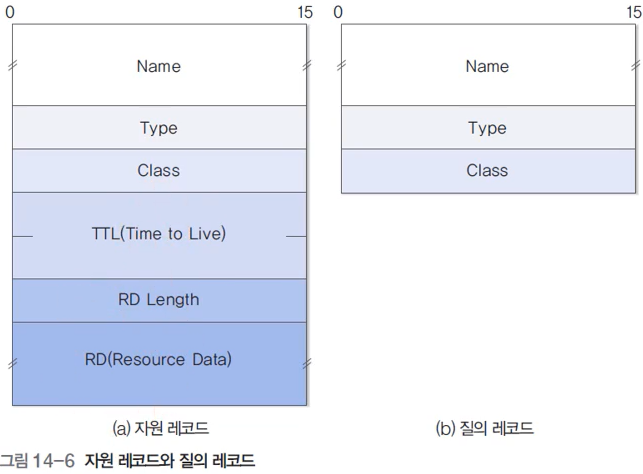 0 15
Name
Type
Class
TTL(Time to Live)
RD Length
RD(Resource Data)
(a) 자원 레코드
0 15
Name
Type
Class
(b) 질의 레코드
그림 14-6 자원 레코드와 질의 레코드